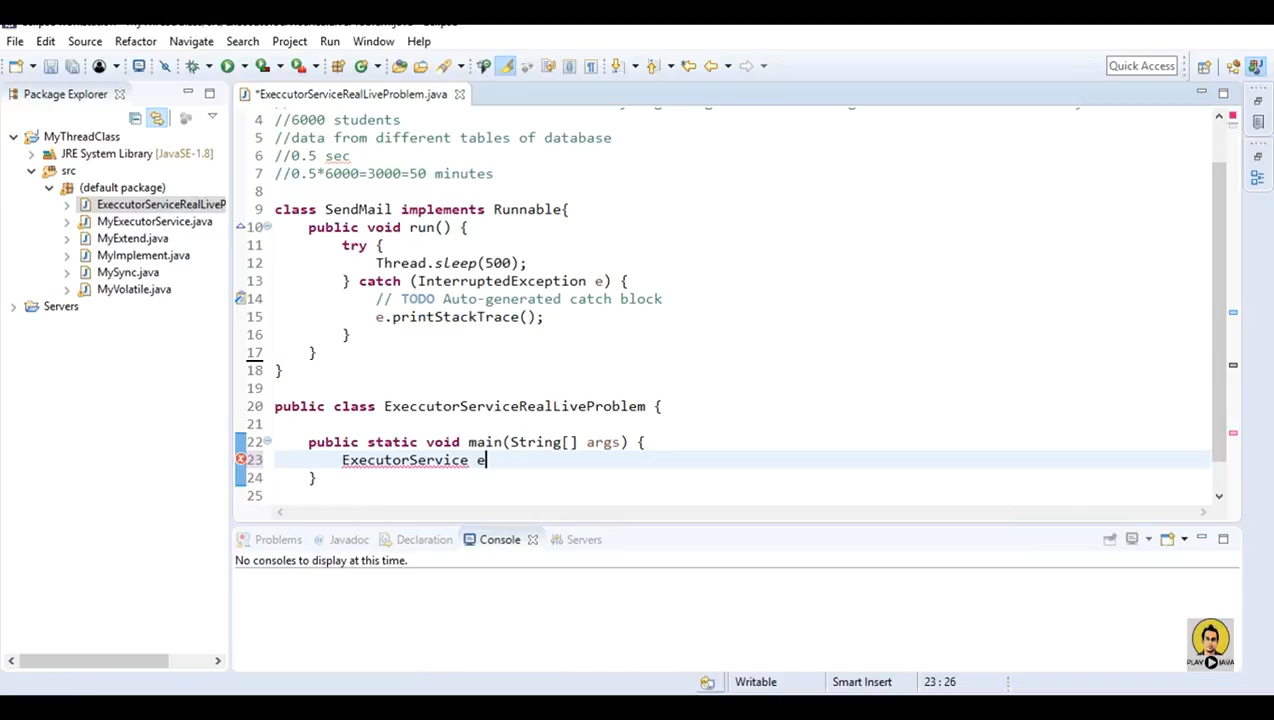 File Edit Source Refactor Navigate Search Project Run Window Help
Quick Access
Package Explorer
*ExeccutorServiceRealLiveProblem.java
MyThreadClass
JRE System Library [JavaSE-1.8]
src
(default package)
ExeccutorServiceRealLiveP
MyExecutorService.java
MyExtend.java
MyImplement.java
MySync.java
MyVolatile.java
Servers
4 //6000 students
5 //data from different tables of database
6 //0.5 sec
7 //0.5*6000=3000=50 minutes
8
9 class SendMail implements Runnable{
10 public void run() {
11 try {
12 Thread.sleep(500);
13 } catch (InterruptedException e) {
14 // TODO Auto-generated catch block
15 e.printStackTrace();
16 }
17 }
18 }
19
20 public class ExeccutorServiceRealLiveProblem {
21
22 public static void main(String[] args) {
23 ExecutorService e
24 }
25
Problems Javadoc Declaration Console Servers
No consoles to display at this time.
PLAY JAVA
Writable Smart Insert 23 : 26